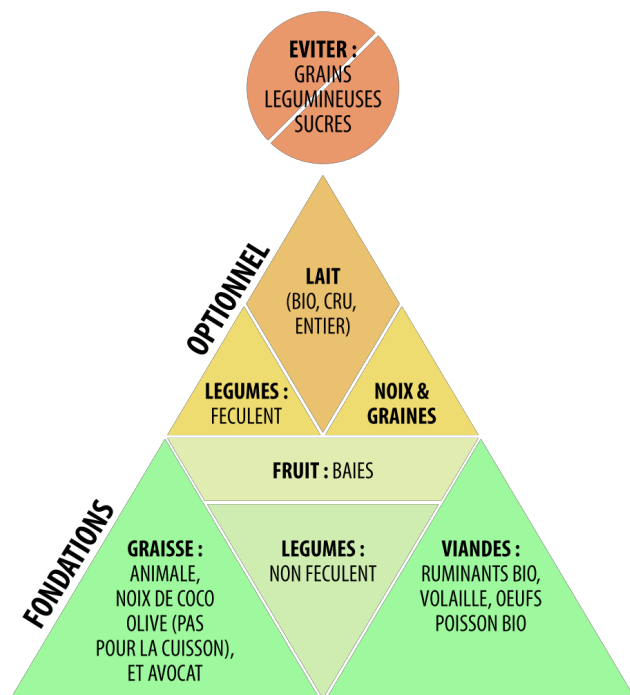 EVITER :
GRAINS
LEGUMINEUSES
SUCRES
OPTIONNEL
LAIT
(BIO, CRU,
ENTIER)
LEGUMES :
FECULENT
NOIX &
GRAINES
FRUIT : BAIES
FONDATIONS
GRAISSE :
ANIMALE,
NOIX DE COCO
OLIVE (PAS
POUR LA CUISSON),
ET AVOCAT
LEGUMES :
NON FECULENT
VIANDES :
RUMINANTS BIO,
VOLAILLE, OEUFS
POISSON BIO